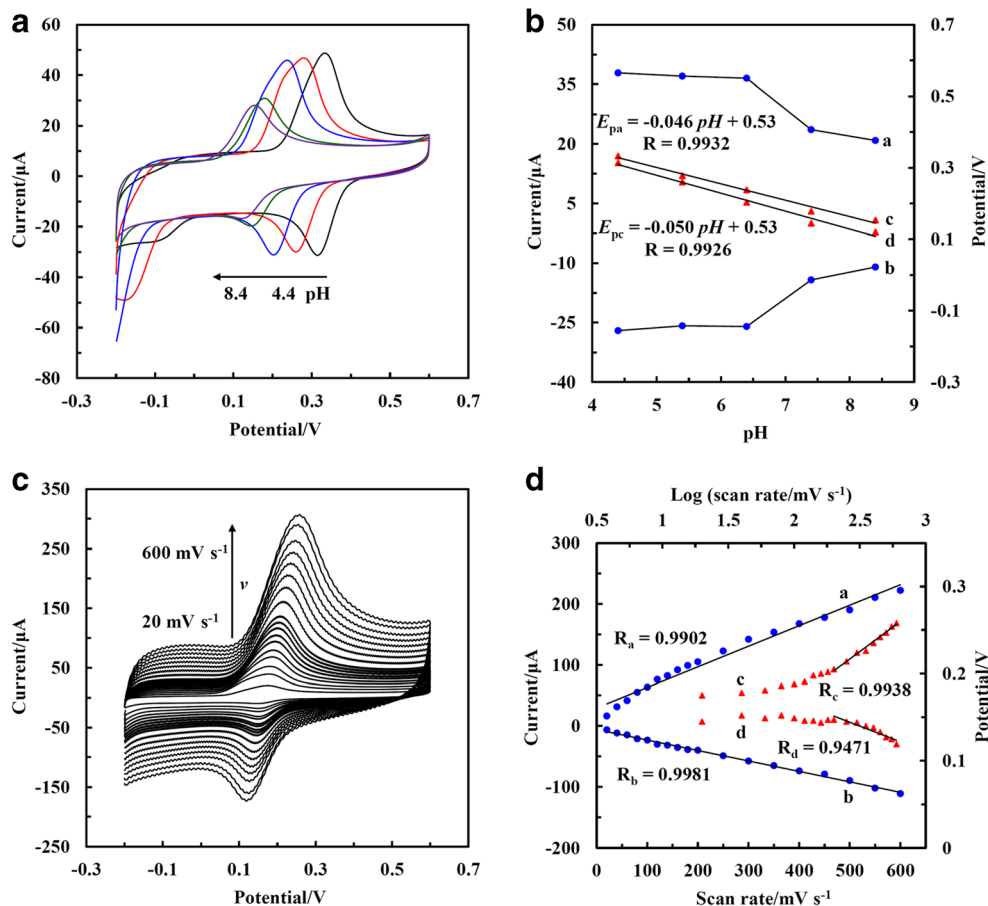 a
60
40
20
0
-20
-40
-60
-80
Current/µA
8.4 4.4 pH
-0.3 -0.1 0.1 0.3 0.5 0.7
Potential/V
b
50
35
20
5
-10
-25
-40
Current/µA
0.7
0.5
0.3
0.1
-0.1
-0.3
Potential/V
Epa = -0.046 pH + 0.53
R = 0.9932
a
c
d
Epc = -0.050 pH + 0.53
R = 0.9926
b
4 5 6 7 8 9
pH
c
350
250
150
50
-50
-150
-250
Current/µA
600 mV s-1
v
20 mV s-1
-0.3 -0.1 0.1 0.3 0.5 0.7
Potential/V
d
Log (scan rate/mV s-1)
0.5 1 1.5 2 2.5 3
300
200
100
0
-100
-200
Current/µA
0.3
0.2
0.1
0
Potential/V
a
Ra = 0.9902
c
Rc = 0.9938
d
Rd = 0.9471
Rb = 0.9981
b
0 100 200 300 400 500 600
Scan rate/mV s-1